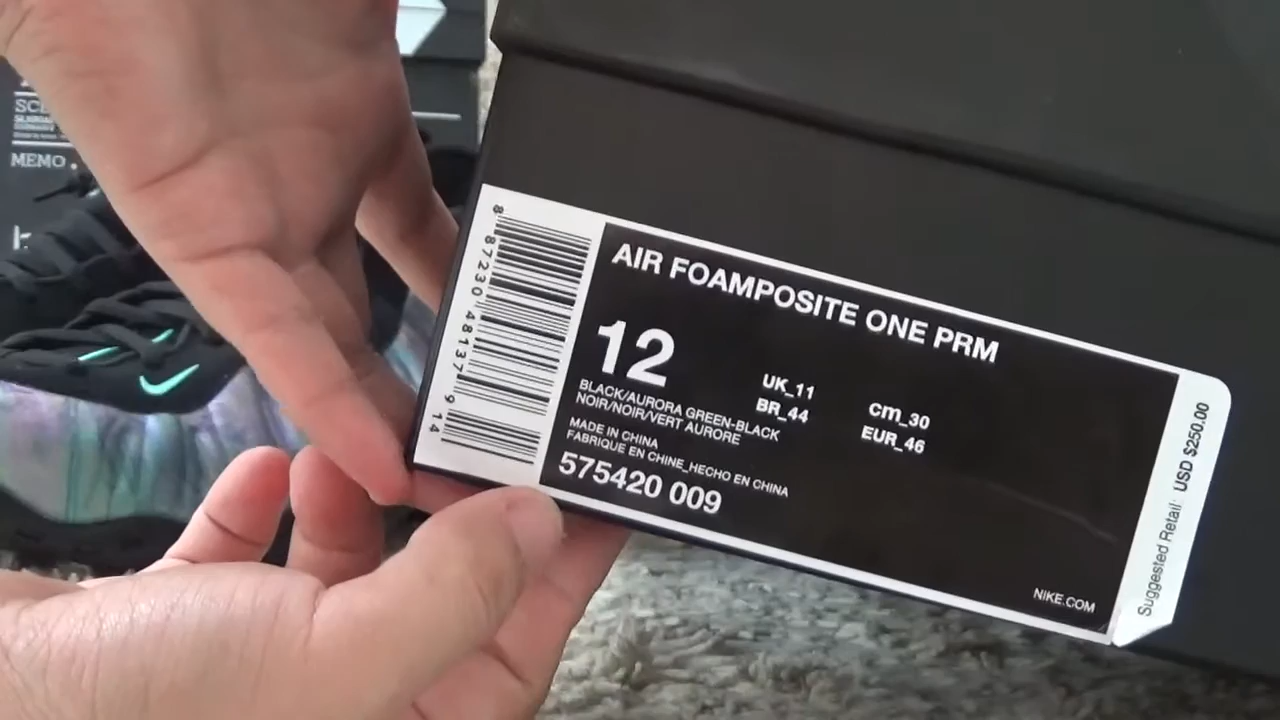 MEMO.
8 87230 48137 9 14
AIR FOAMPOSITE ONE PRM
12
UK_11
BR_44
cm_30
EUR_46
BLACK/AURORA GREEN-BLACK
NOIR/NOIR/VERT AURORE
MADE IN CHINA
FABRIQUE EN CHINE_HECHO EN CHINA
575420 009
NIKE.COM
Suggested Retail: USD $250.00